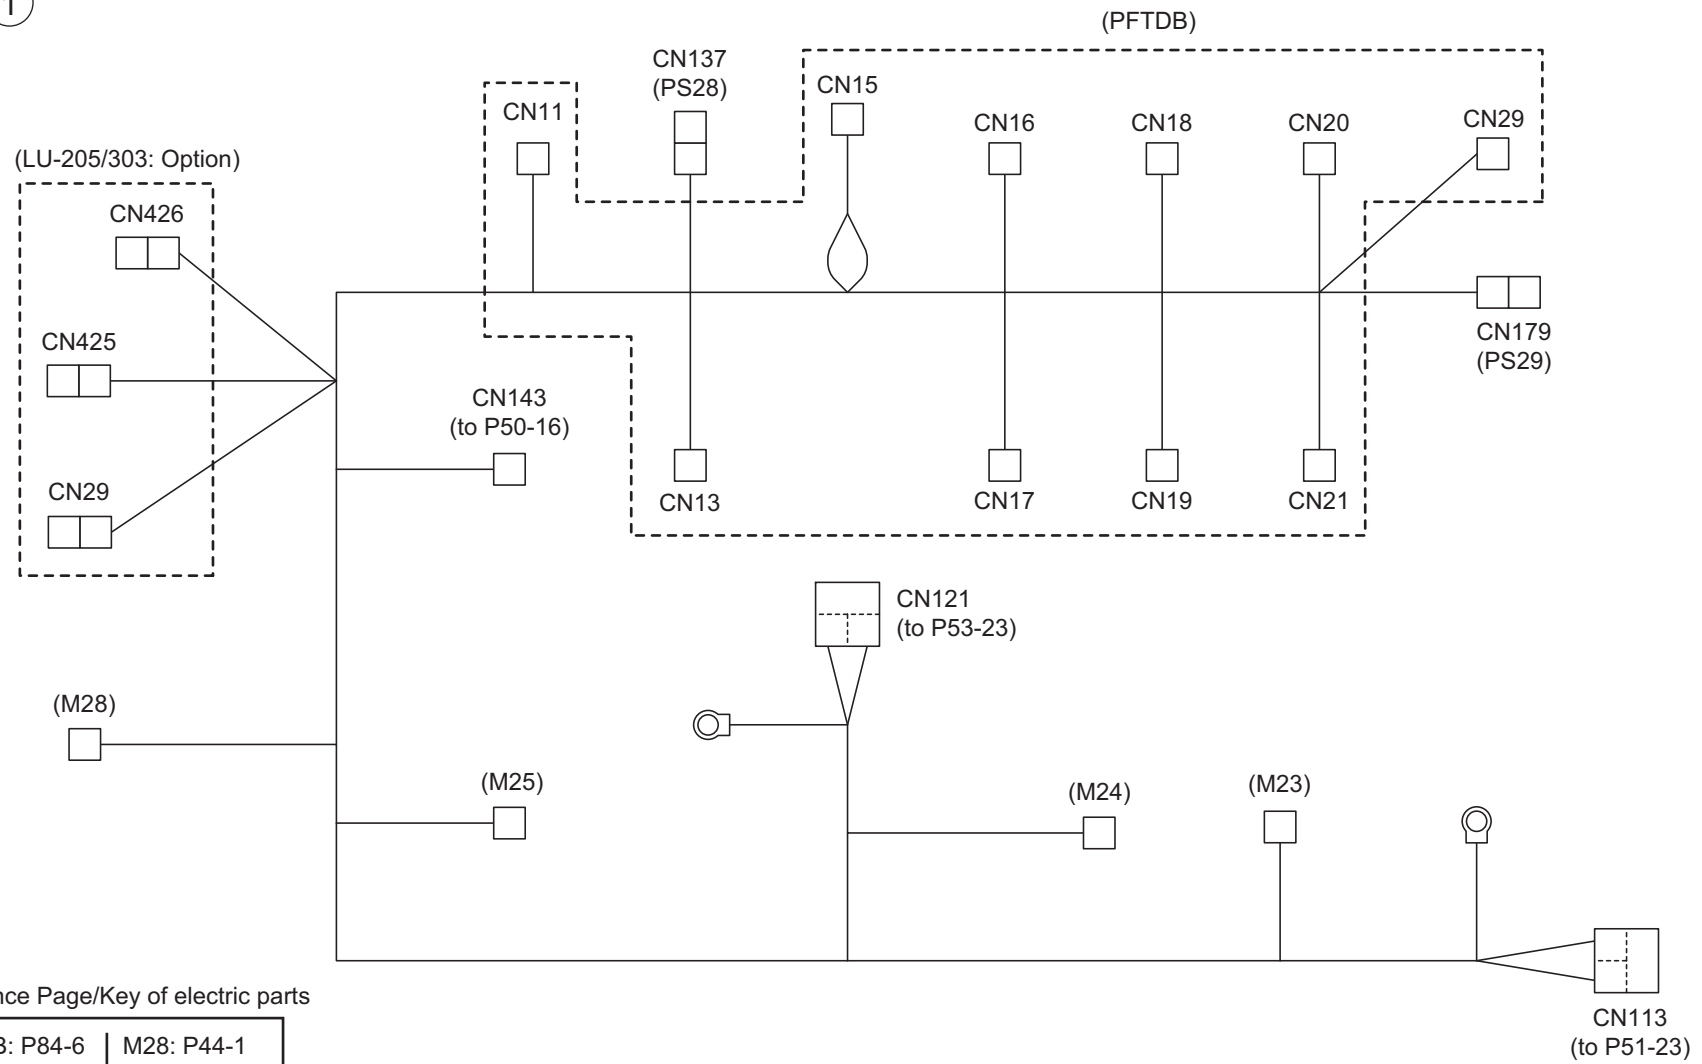 1
(PFTDB)
CN137
(PS28)
CN15
CN11
CN16
CN18
CN20
CN29
(LU-205/303: Option)
CN426
CN425
CN29
CN179
(PS29)
CN143
(to P50-16)
CN13
CN17
CN19
CN21
CN121
(to P53-23)
(M28)
(M25)
(M24)
(M23)
CN113
(to P51-23)
Page/Key of electric parts
P84-6 M28: P44-1